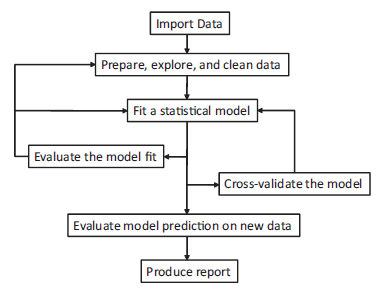 Import Data
Prepare, explore, and clean data
Fit a statistical model
Evaluate the model fit
Cross-validate the model
Evaluate model prediction on new data
Produce report